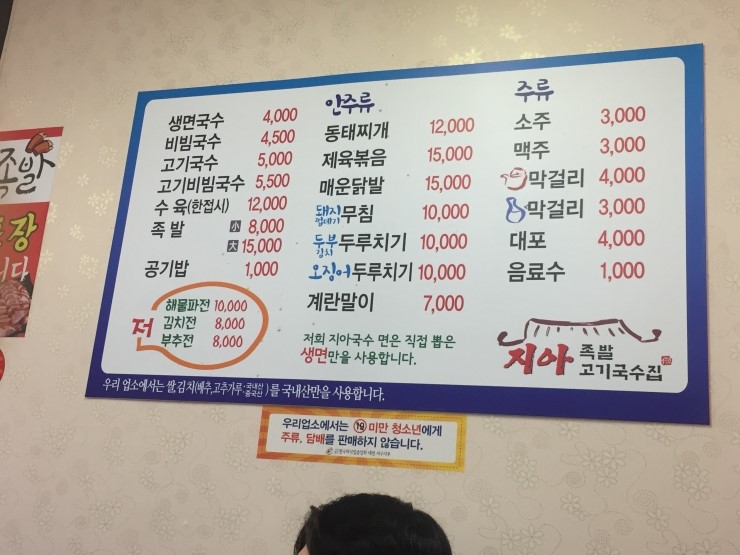 생면국수 4,000
비빔국수 4,500
고기국수 5,000
고기비빔국수 5,500
수육(한접시) 12,000
족발 小 8,000
大 15,000
공기밥 1,000
전
해물파전 10,000
김치전 8,000
부추전 8,000
안주류
동태찌개 12,000
제육볶음 15,000
매운닭발 15,000
돼지껍데기무침 10,000
두부김치두루치기 10,000
오징어두루치기 10,000
계란말이 7,000
저희 지아국수 면은 직접 뽑은
생면만을 사용합니다.
주류
소주 3,000
맥주 3,000
막걸리 4,000
막걸리 3,000
대포 4,000
음료수 1,000
지아 족발
고기국수집
우리 업소에서는 쌀,김치(배추,고추가루·국내산 중국산)를 국내산만을 사용합니다.
우리업소에서는 19 미만 청소년에게
주류, 담배를 판매하지 않습니다.
족발
장
니다